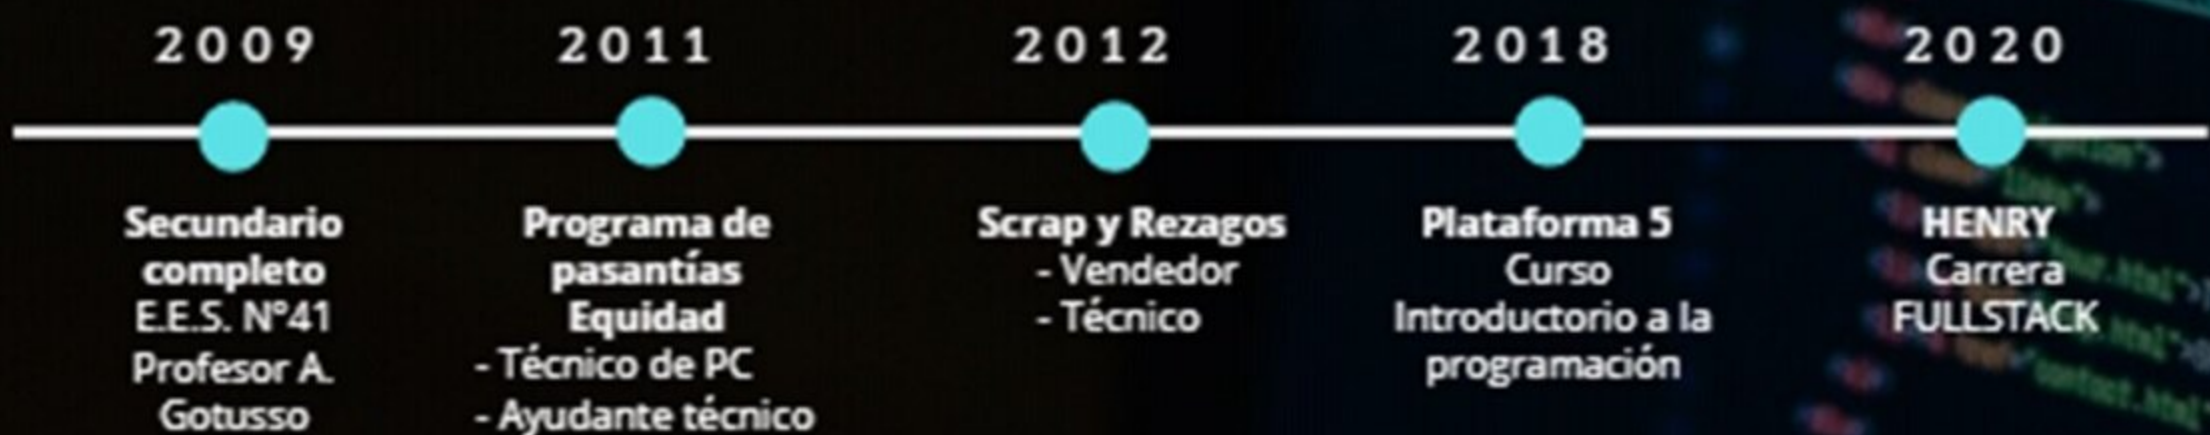 2009
2011
2012
2018
2020
Secundario
completo
E.E.S. Nº41
Profesor A.
Gotusso
Programa de
pasantías
Equidad
- Técnico de PC
- Ayudante técnico
Scrap y Rezagos
- Vendedor
- Técnico
Plataforma 5
Curso
Introductorio a la
programación
HENRY
Carrera
FULLSTACK